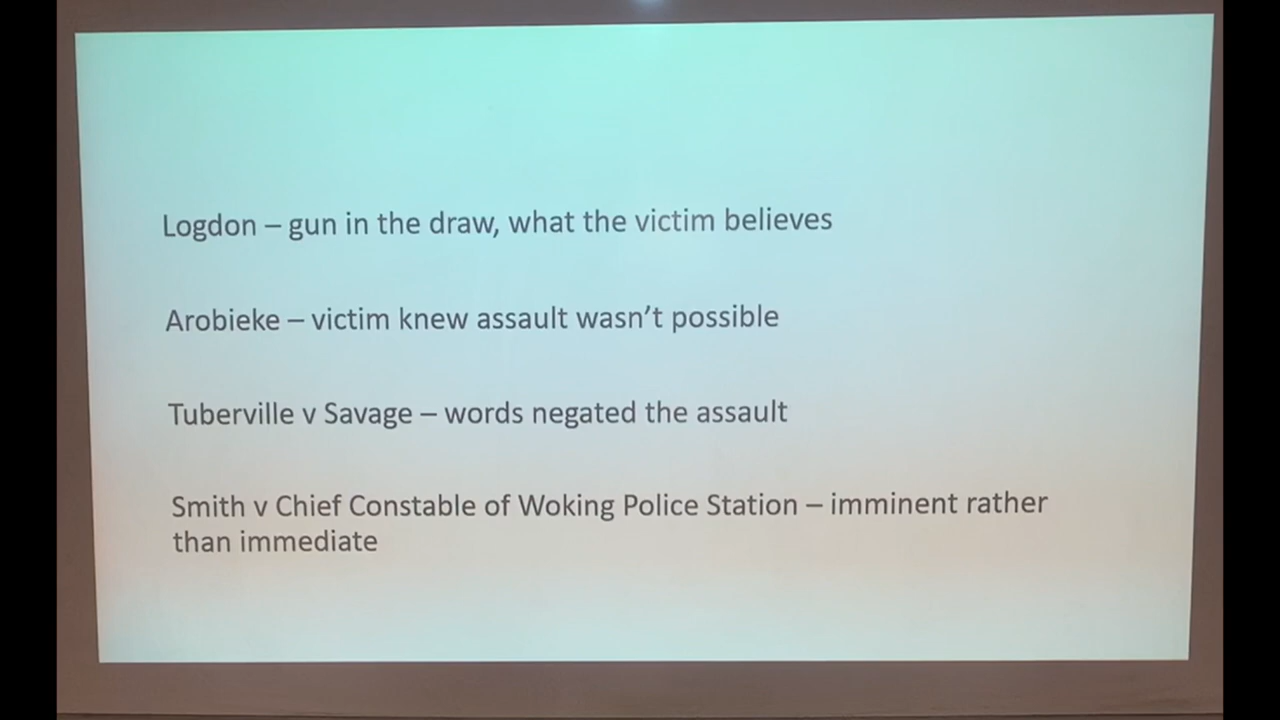 Logdon – gun in the draw, what the victim believes
Arobieke – victim knew assault wasn’t possible
Tuberville v Savage – words negated the assault
Smith v Chief Constable of Woking Police Station – imminent rather
than immediate